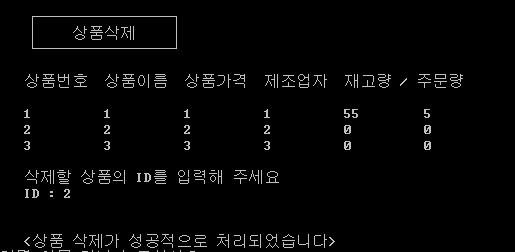 상품삭제
상품번호 상품이름 상품가격 제조업자 재고량 / 주문량
1 1 1 1 55 5
2 2 2 2 0 0
3 3 3 3 0 0
삭제할 상품의 ID를 입력해 주세요
ID : 2
<상품 삭제가 성공적으로 처리되었습니다>